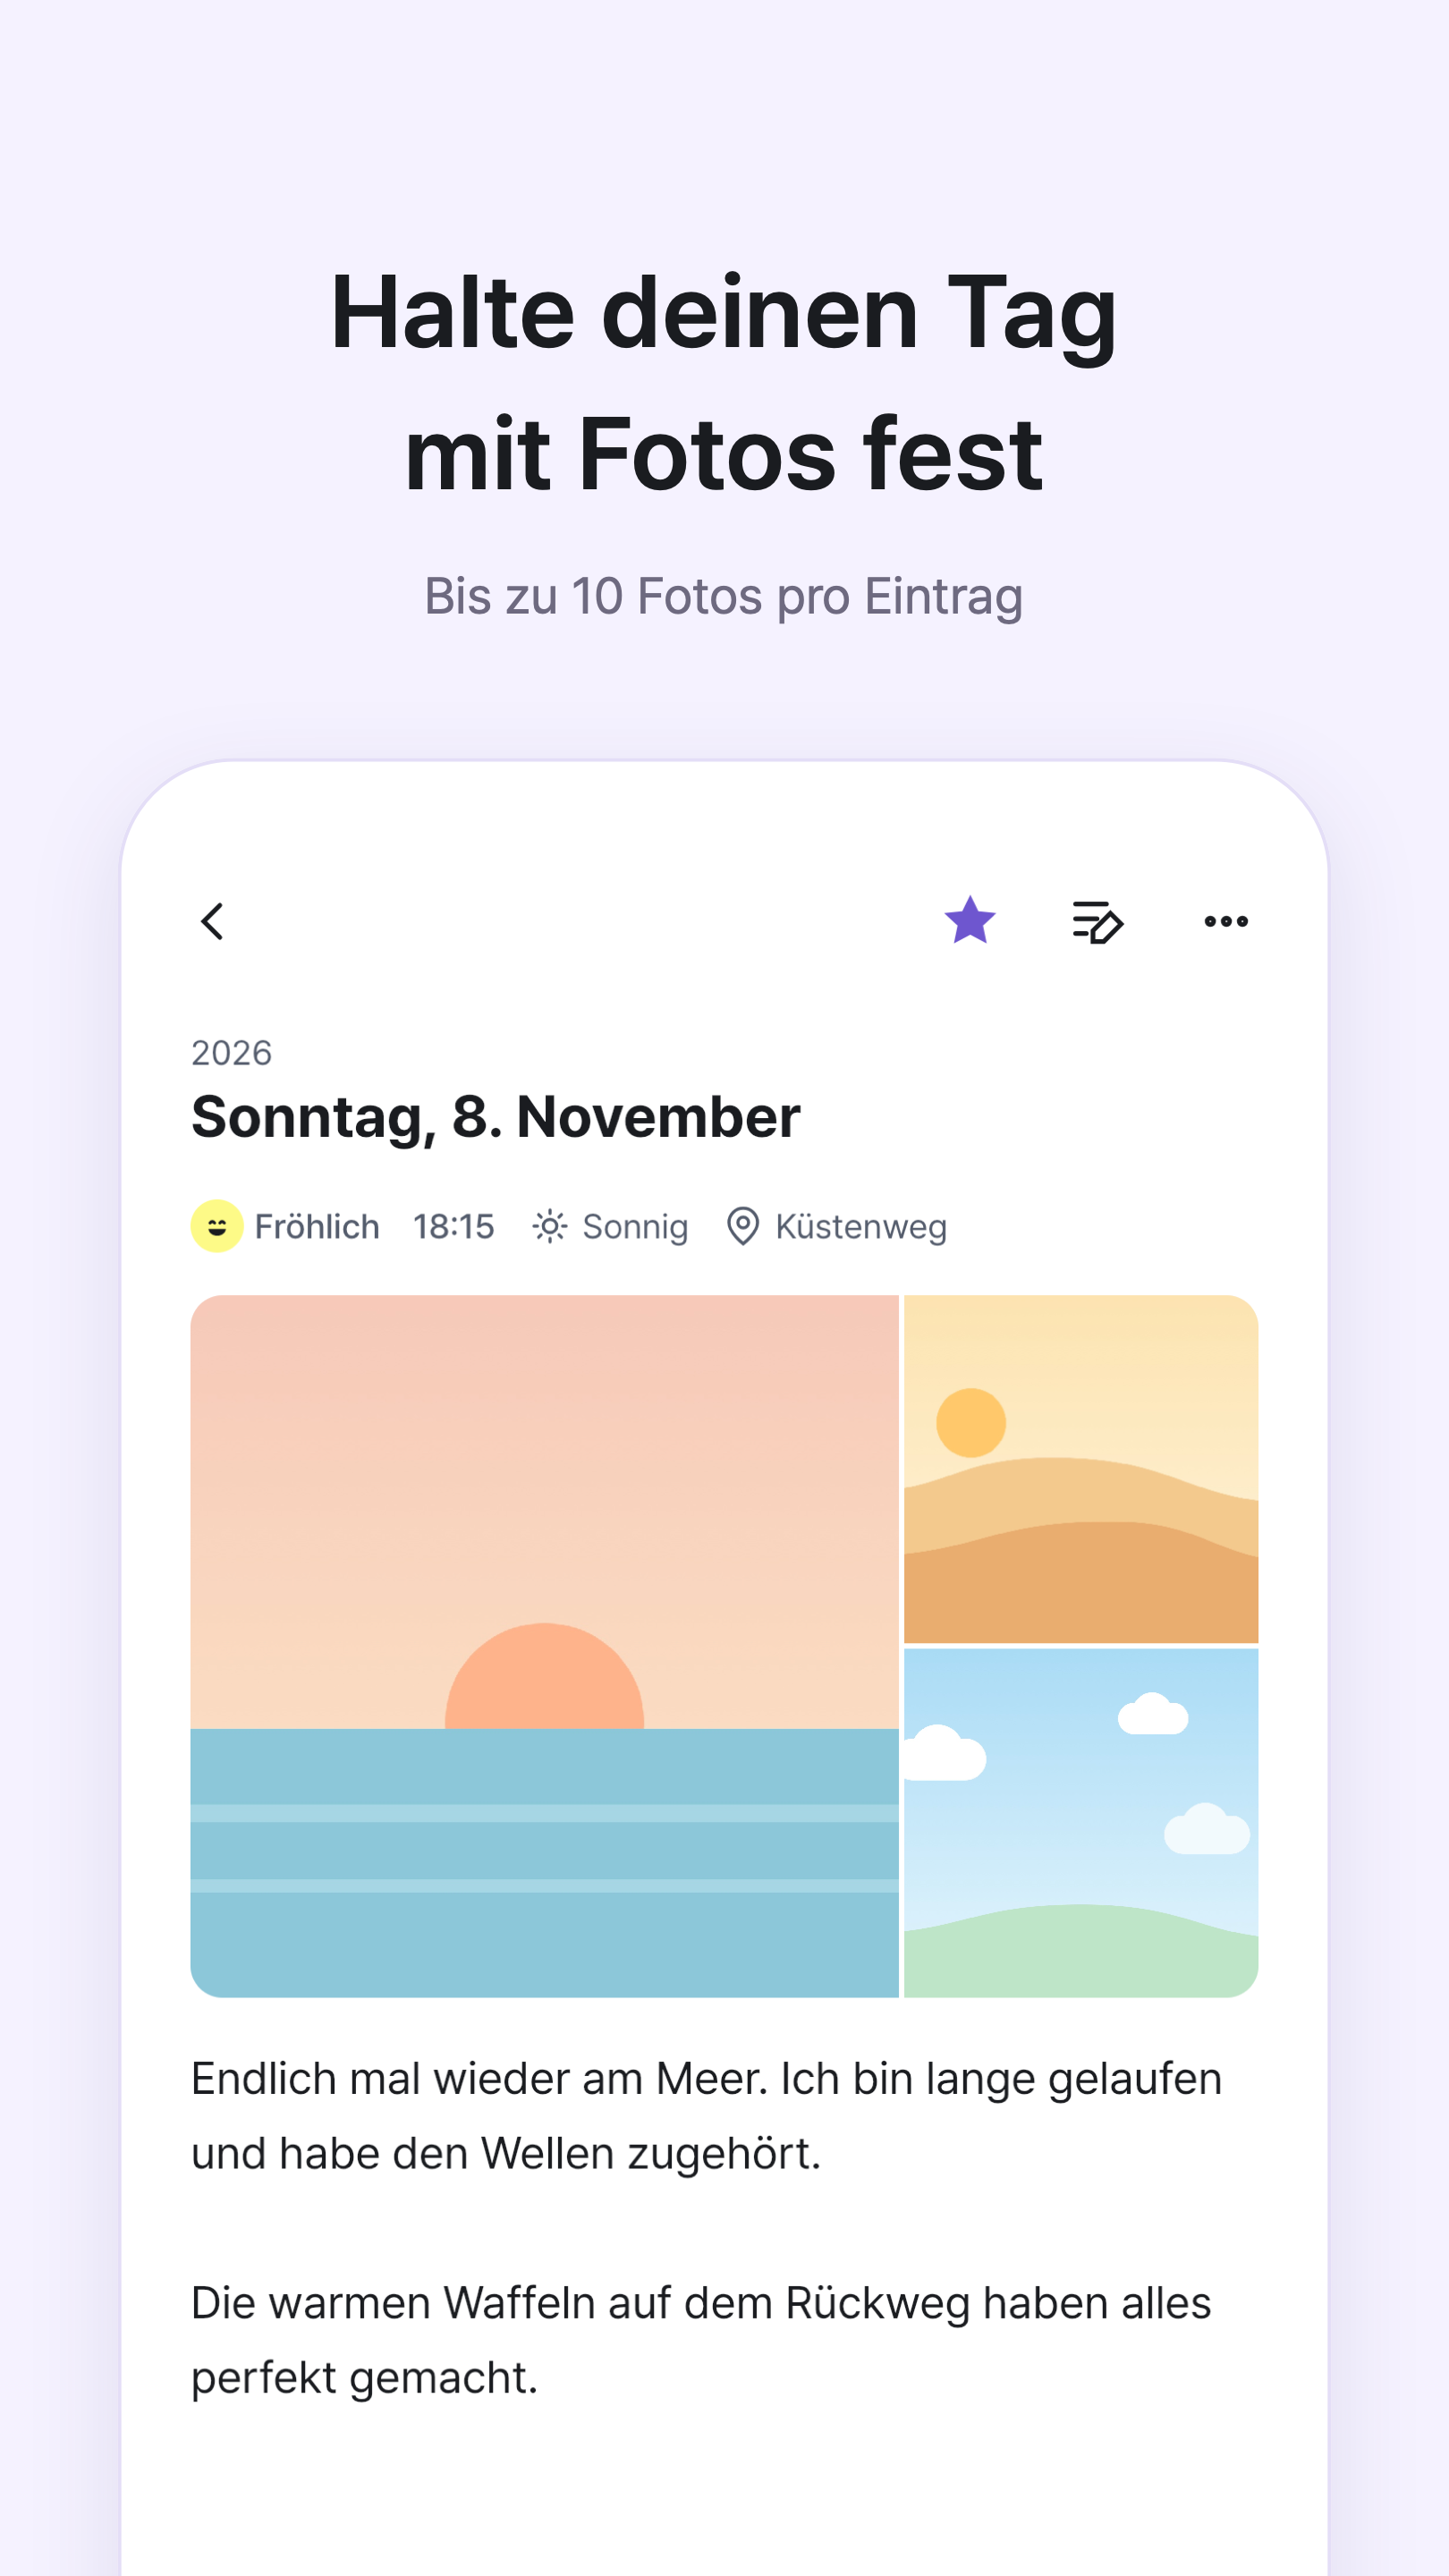 Halte deinen Tag
mit Fotos fest
Bis zu 10 Fotos pro Eintrag
2026
Sonntag, 8. November
Fröhlich 18:15 Sonnig Küstenweg
Endlich mal wieder am Meer. Ich bin lange gelaufen
und habe den Wellen zugehört.
Die warmen Waffeln auf dem Rückweg haben alles
perfekt gemacht.